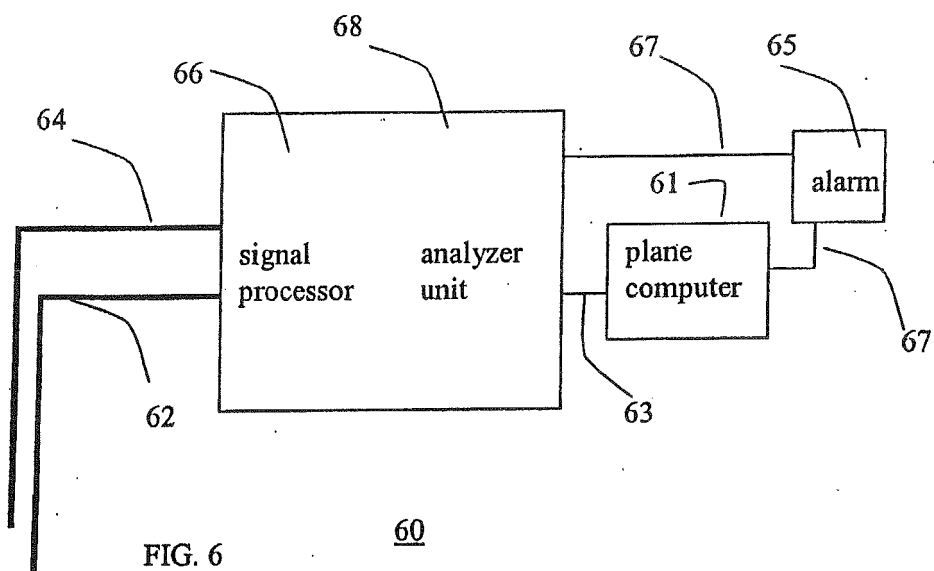 68
67
65
66
64
61
alarm
signal
processor
analyzer
unit
plane
computer
67
62
63
60
FIG. 6